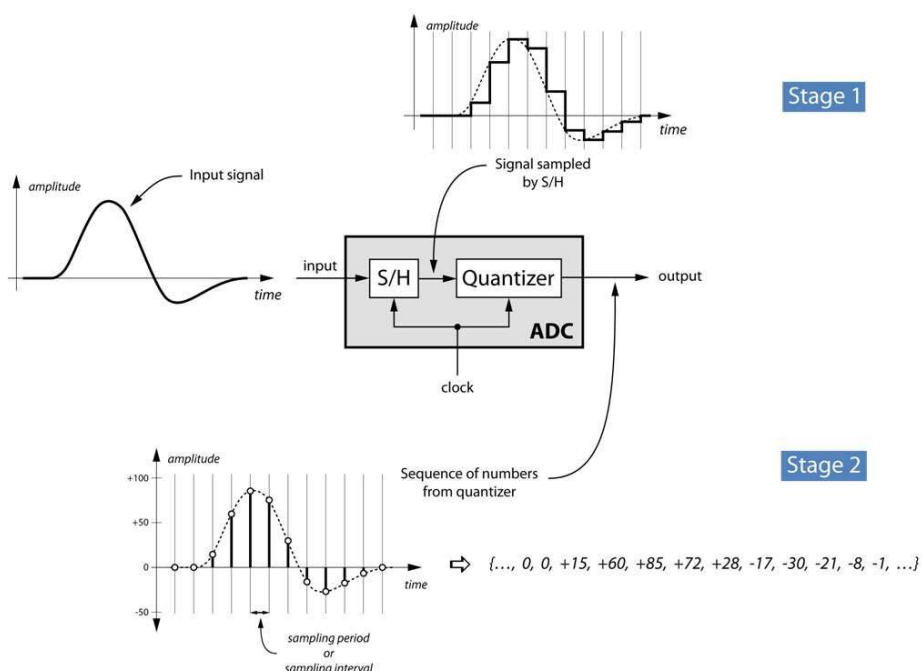 amplitude
time
Stage 1
Signal sampled
by S/H
Input signal
amplitude
time
input
S/H
Quantizer
output
ADC
clock
Stage 2
Sequence of numbers
from quantizer
amplitude
+100
+50
0
-50
time
{..., 0, 0, +15, +60, +85, +72, +28, -17, -30, -21, -8, -1, ...}
sampling period
or
sampling interval